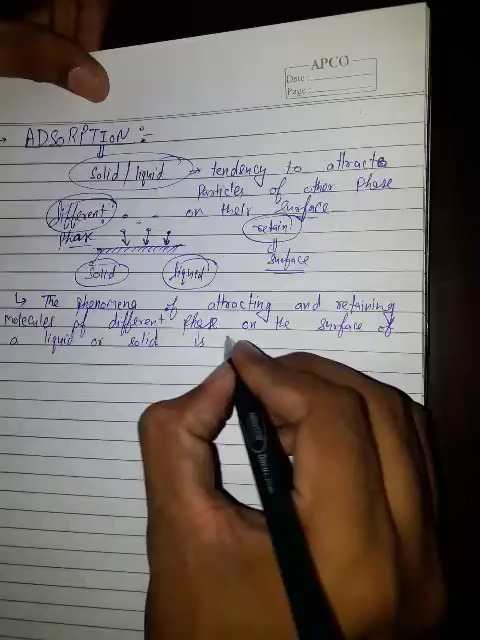 APCO
Date :
Page :
→ ADSORPTION :-
Solid/liquid → tendency to attracts
Particles of other Phase
Different on their Surface
Phase retain
Solid liquid Surface
↳ The phenomena of attracting and retaining
molecules of different phase on the surface of
a liquid or solid is